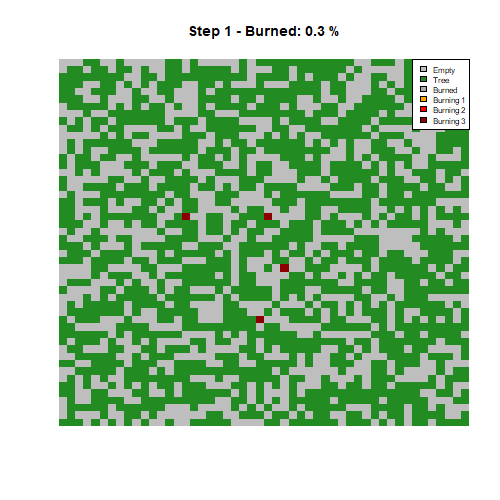 Step 1 - Burned: 0.3 %
Empty
Tree
Burned
Burning 1
Burning 2
Burning 3